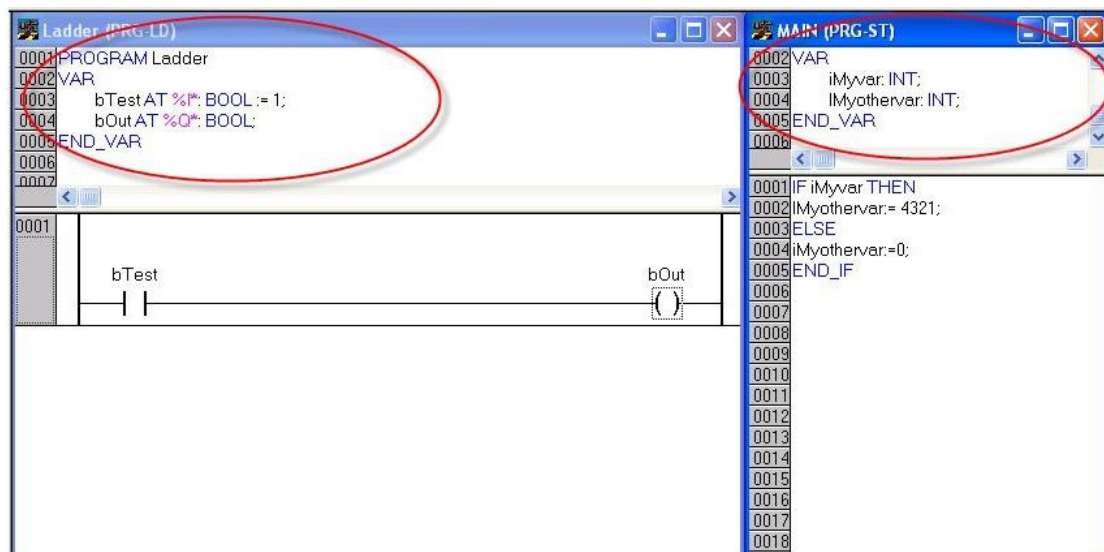 Ladder (PRG-LD)
0001 PROGRAM Ladder
0002 VAR
0003 bTest AT %I*: BOOL := 1;
0004 bOut AT %Q*: BOOL;
0005 END_VAR
0006
0007
0001
bTest bOut
MAIN (PRG-ST)
0002 VAR
0003 iMyvar: INT;
0004 IMyothervar: INT;
0005 END_VAR
0006
0001 IF iMyvar THEN
0002 IMyothervar:= 4321;
0003 ELSE
0004 iMyothervar:=0;
0005 END_IF
0006
0007
0008
0009
0010
0011
0012
0013
0014
0015
0016
0017
0018